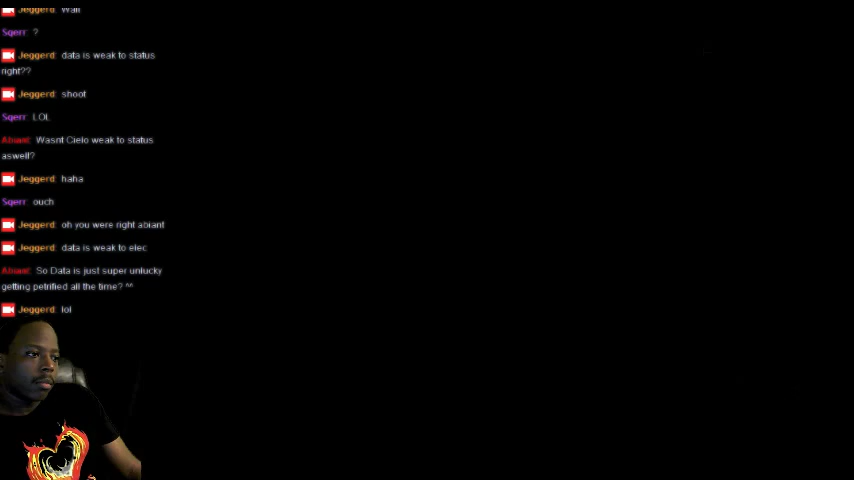 Jeggerd: Wait
Sqerr: ?
Jeggerd: data is weak to status
right??
Jeggerd: shoot
Sqerr: LOL
Abiant: Wasnt Cielo weak to status
aswell?
Jeggerd: haha
Sqerr: ouch
Jeggerd: oh you were right abiant
Jeggerd: data is weak to elec
Abiant: So Data is just super unlucky
getting petrified all the time? ^^
Jeggerd: lol